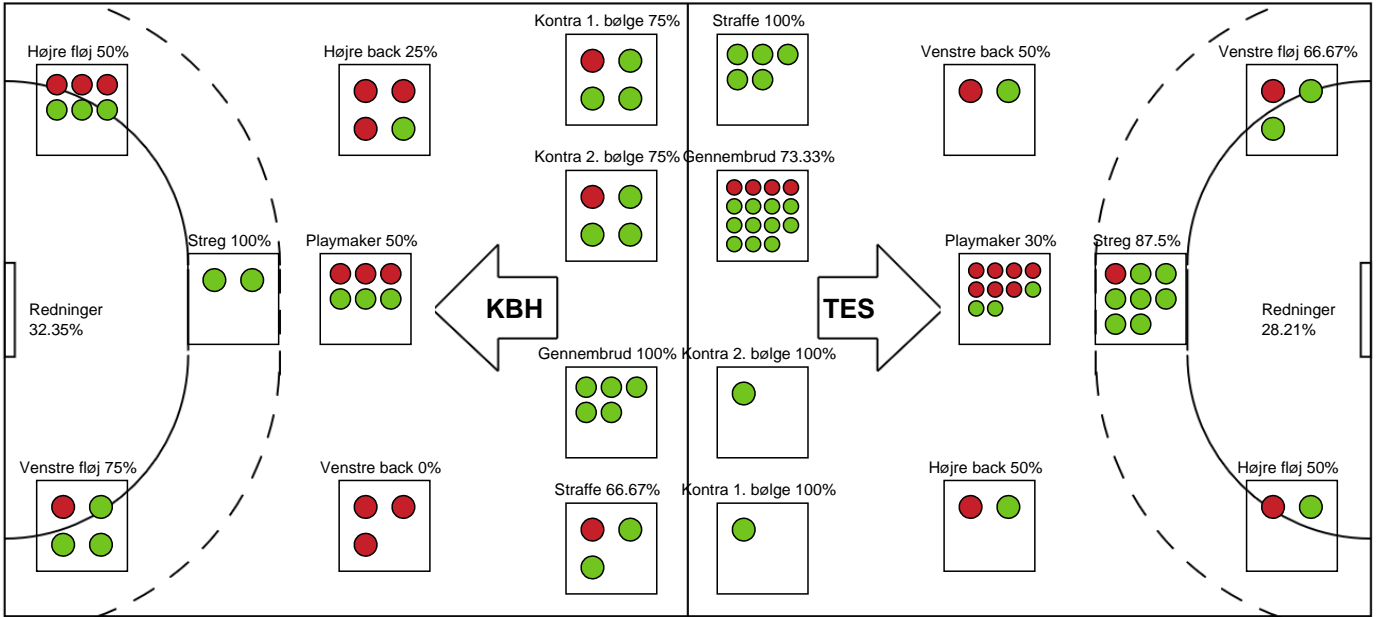 Kontra 1. bølge 75%
Straffe 100%
Højre fløj 50%
Højre back 25%
Venstre back 50%
Venstre fløj 66.67%
Kontra 2. bølge 75%
Gennembrud 73.33%
Streg 100%
Playmaker 50%
Playmaker 30%
Streg 87.5%
Redninger
32.35%
KBH
TES
Redninger
28.21%
Gennembrud 100%
Kontra 2. bølge 100%
Venstre fløj 75%
Venstre back 0%
Højre back 50%
Højre fløj 50%
Straffe 66.67%
Kontra 1. bølge 100%